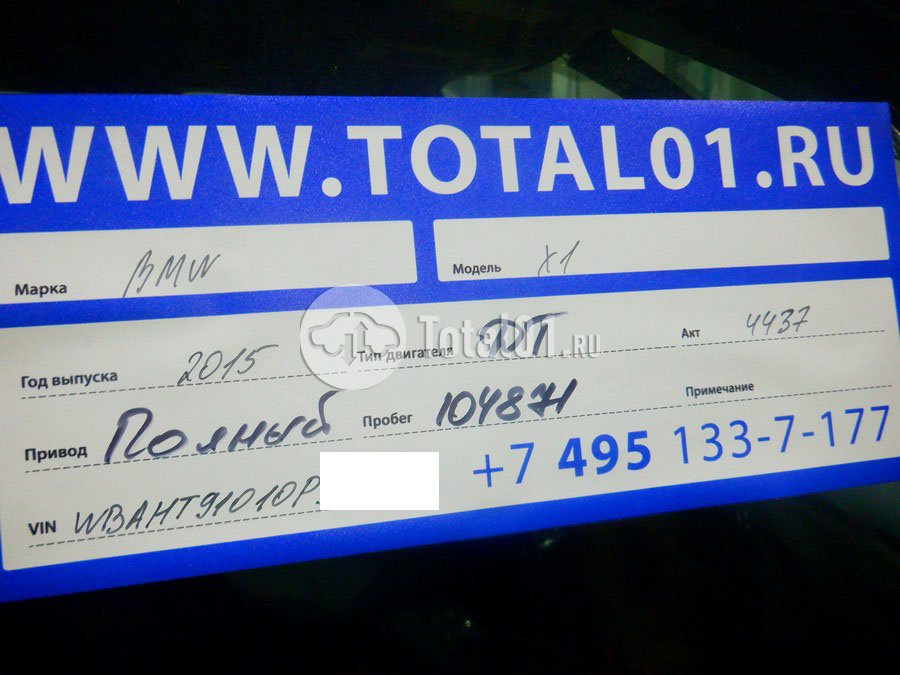 WWW.TOTAL01.RU
Марка BMW Модель X1
Год выпуска 2015 Тип двигателя ДТ Акт 4437
Total01.RU
Привод Полный Пробег 104871 Примечание
+7 495 133-7-177
VIN WBAHT91010P